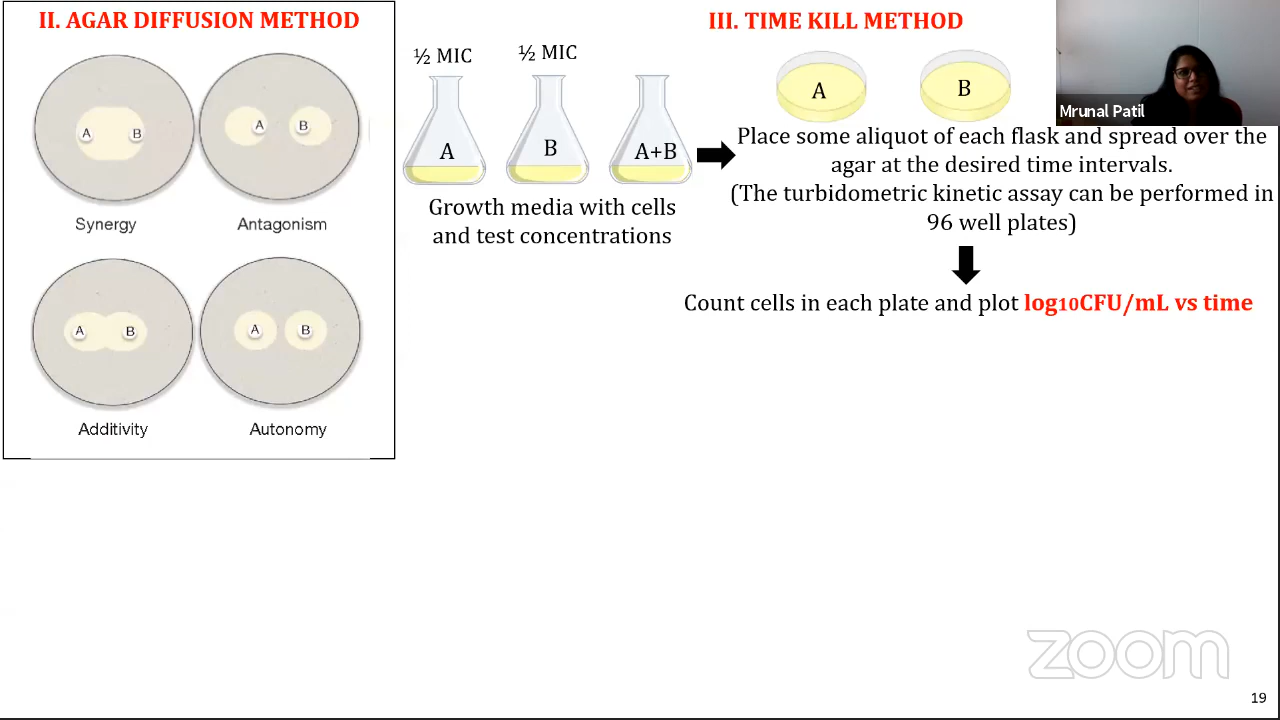 II. AGAR DIFFUSION METHOD
A B
A B
Synergy
Antagonism
A B
A B
Additivity
Autonomy
III. TIME KILL METHOD
½ MIC
½ MIC
A
B
A+B
Growth media with cells
and test concentrations
A
B
Mrunal Patil
Place some aliquot of each flask and spread over the
agar at the desired time intervals.
(The turbidometric kinetic assay can be performed in
96 well plates)
Count cells in each plate and plot log10CFU/mL vs time
zoom
19